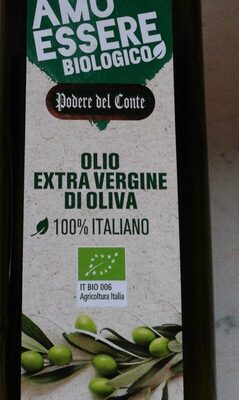 AMO
ESSERE
BIOLOGICO
Podere del Conte
OLIO
EXTRA VERGINE
DI OLIVA
100% ITALIANO
IT BIO 006
Agricoltura Italia